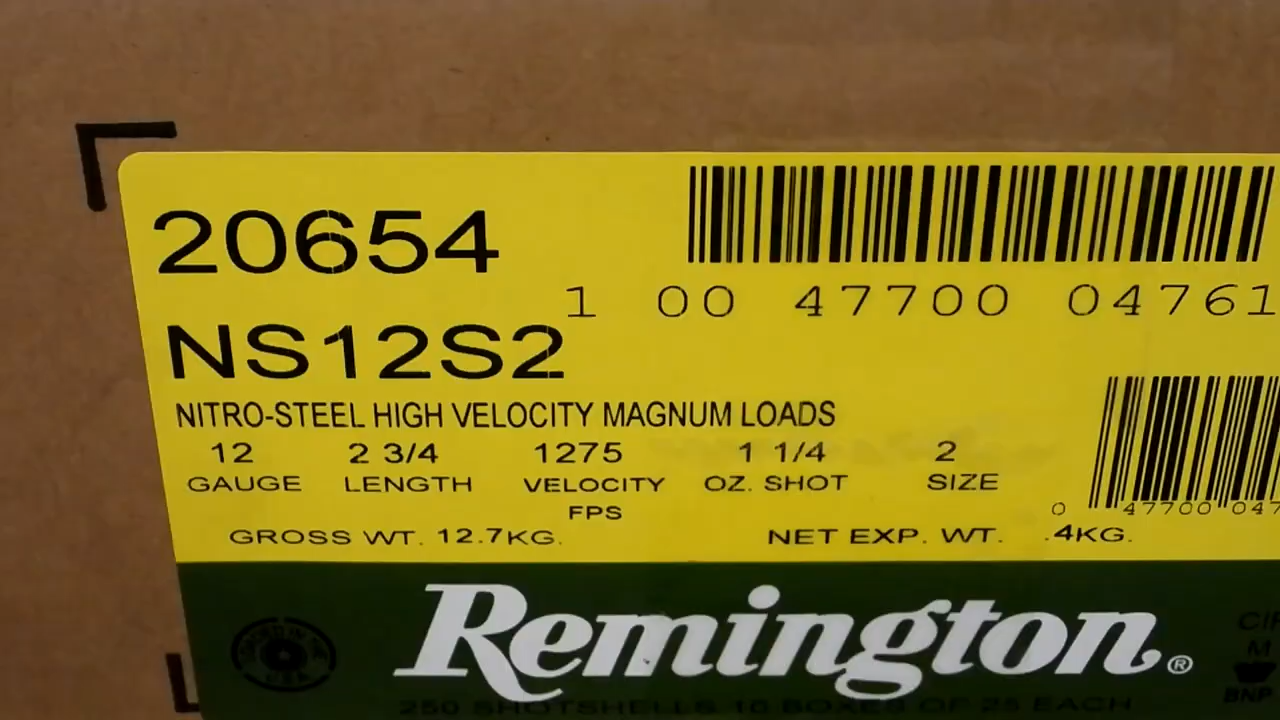 20654
1 00 47700 04761
NS12S2
NITRO-STEEL HIGH VELOCITY MAGNUM LOADS
12 2 3/4 1275 1 1/4 2
GAUGE LENGTH VELOCITY OZ. SHOT SIZE
FPS
0 47700 047
GROSS WT. 12.7KG. NET EXP. WT. .4KG.
Remington®
250 SHOTSHELLS 10 BOXES OF 25 EACH
BNP